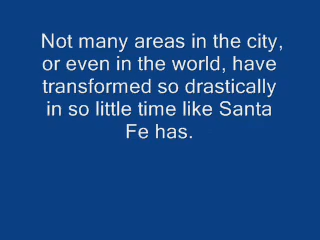 Not many areas in the city,
or even in the world, have
transformed so drastically
in so little time like Santa
Fe has.